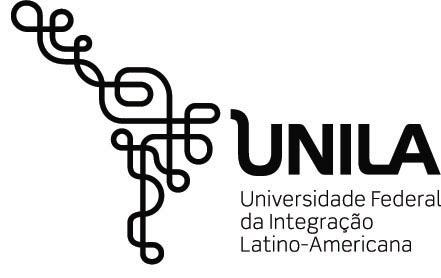 UNILA
Universidade Federal
da Integração
Latino-Americana